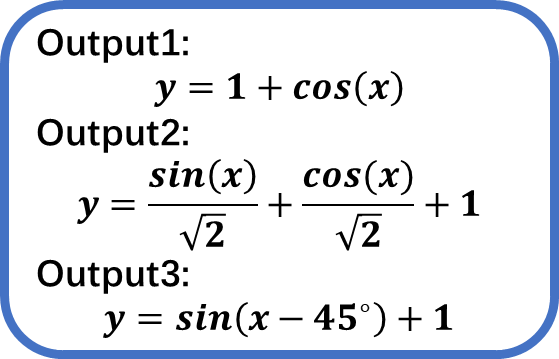 Output1:
y = 1 + cos(x)
Output2:
y = sin(x)/√2 + cos(x)/√2 + 1
Output3:
y = sin(x − 45°) + 1